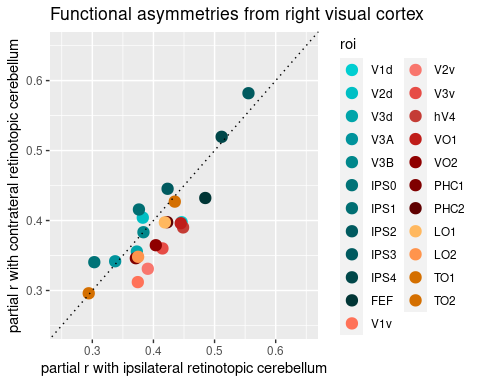 Functional asymmetries from right visual cortex
partial r with contrateral retinotopic cerebellum
0.6
0.5
0.4
0.3
0.3
0.4
0.5
0.6
partial r with ipsilateral retinotopic cerebellum
roi
V1d
V2d
V3d
V3A
V3B
IPS0
IPS1
IPS2
IPS3
IPS4
FEF
V1v
V2v
V3v
hV4
VO1
VO2
PHC1
PHC2
LO1
LO2
TO1
TO2